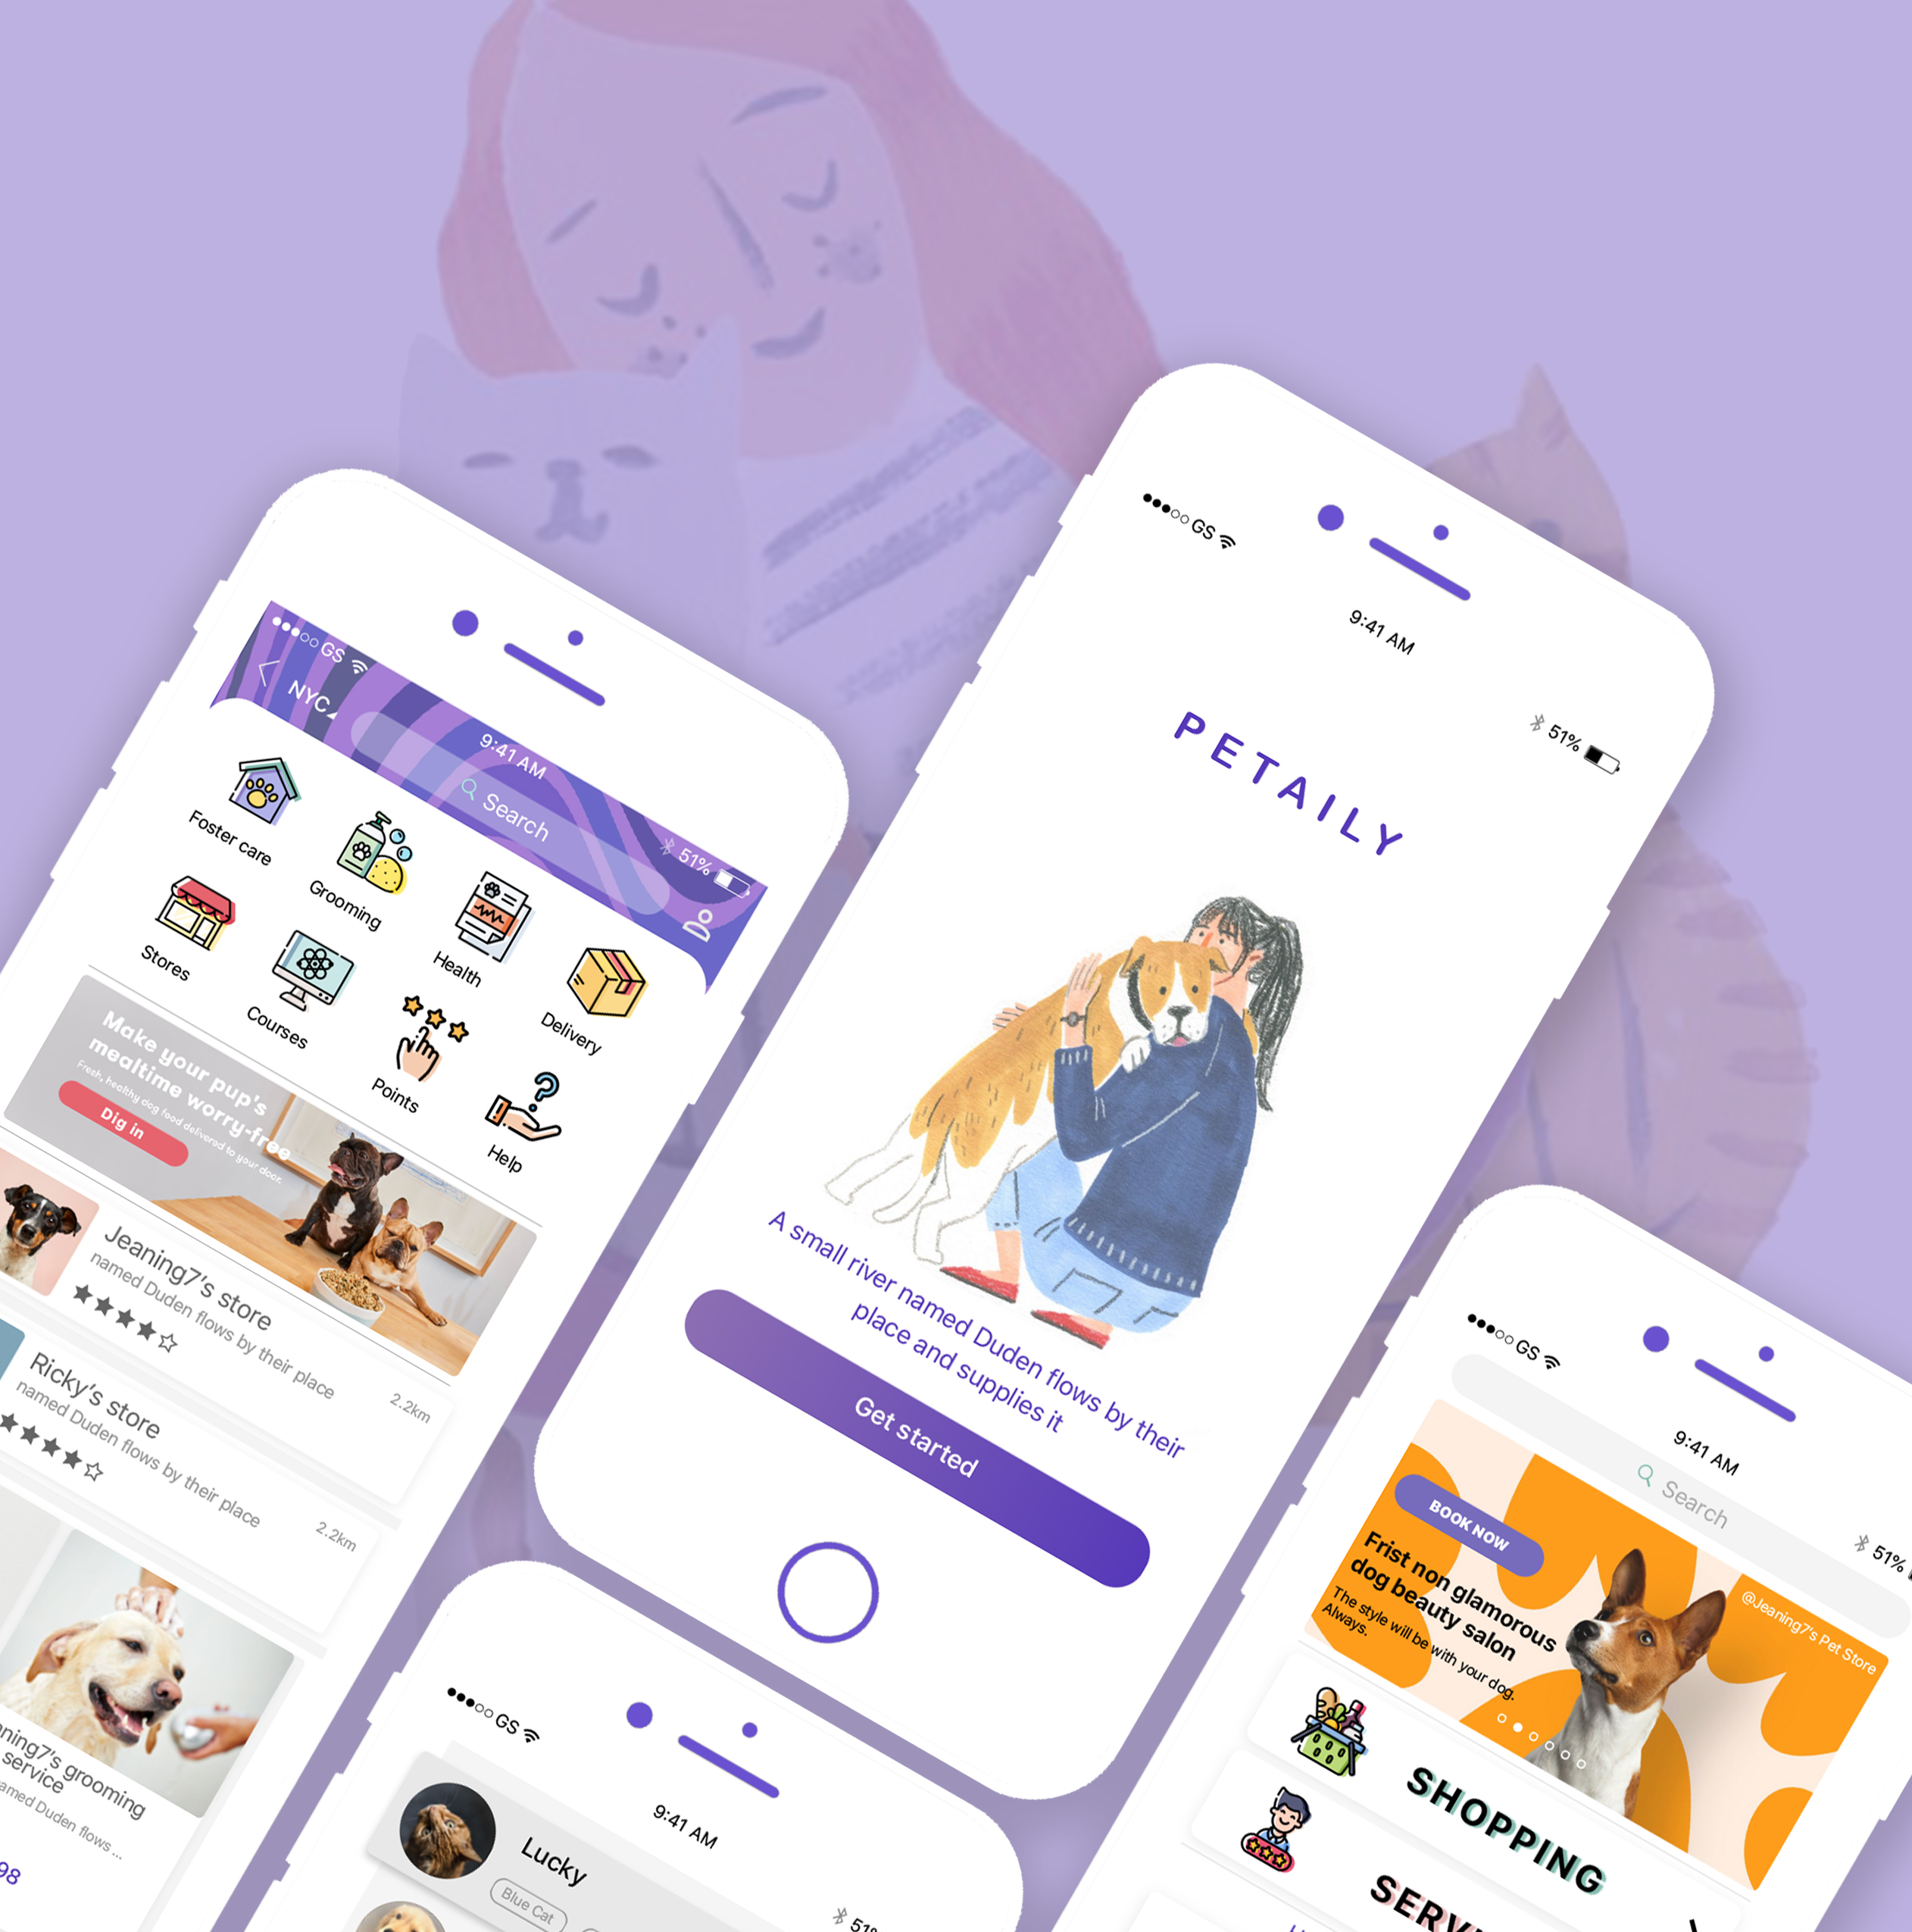 GS
NYC
9:41 AM
51%
Search
Foster care
Grooming
Health
Delivery
Stores
Courses
Points
Help
Make your pup's
mealtime worry-free
Fresh, healthy dog food delivered to your door.
Dig in
Jeaning7's store
named Duden flows by their place
2.2km
Ricky's store
named Duden flows by their place
2.2km
ning7's grooming
service
amed Duden flows ...
98
GS
9:41 AM
51%
PETAILY
A small river named Duden flows by their
place and supplies it
Get started
GS
9:41 AM
51%
Lucky
Blue Cat
GS
9:41 AM
51%
Search
BOOK NOW
@Jeaning7's Pet Store
Frist non glamorous
dog beauty salon
The style will be with your dog.
Always.
SHOPPING
SERV